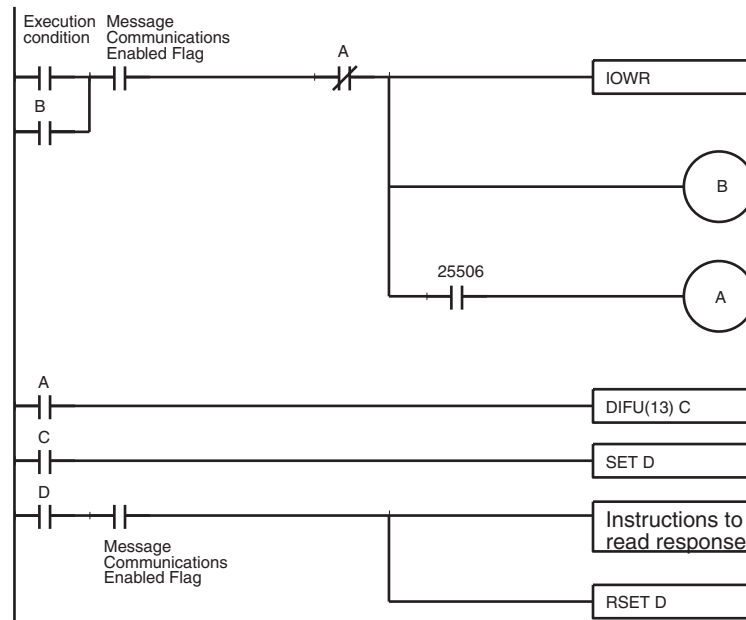 Execution
condition
Message
Communications
Enabled Flag
A
IOWR
B
B
25506
A
A
DIFU(13) C
C
SET D
D
Message
Communications
Enabled Flag
Instructions to
read response
RSET D